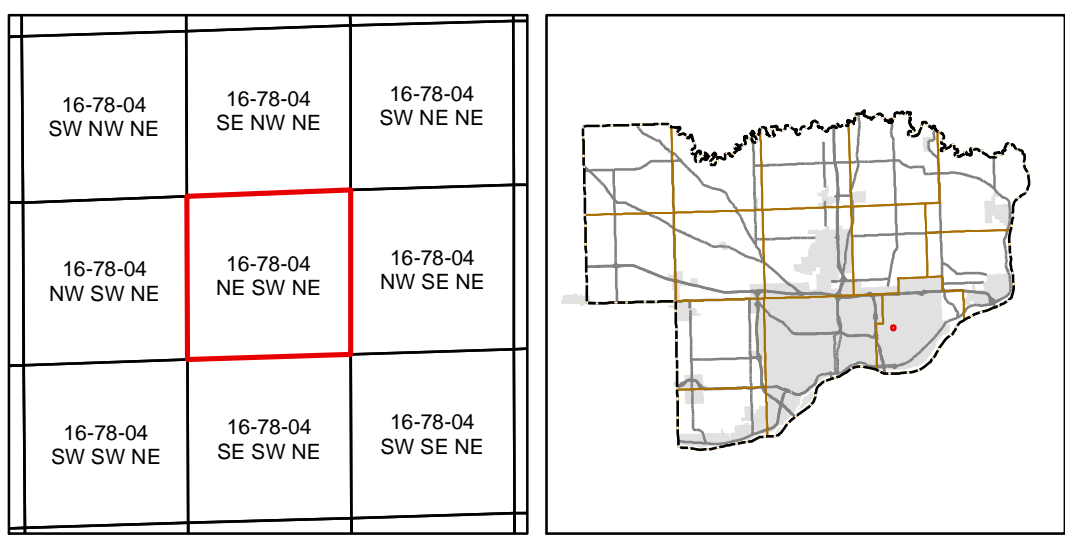 16-78-04
SW NW NE
16-78-04
SE NW NE
16-78-04
SW NE NE
16-78-04
NW SW NE
16-78-04
NE SW NE
16-78-04
NW SE NE
16-78-04
SW SW NE
16-78-04
SE SW NE
16-78-04
SW SE NE